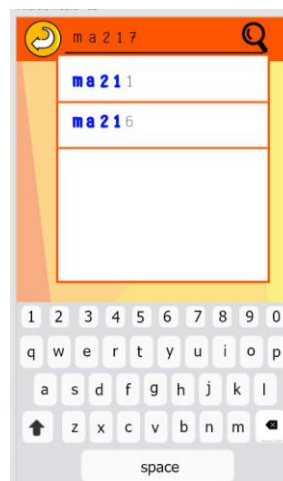 ma217
ma211
ma216
1 2 3 4 5 6 7 8 9 0
q w e r t y u i o p
a s d f g h j k l
z x c v b n m
space